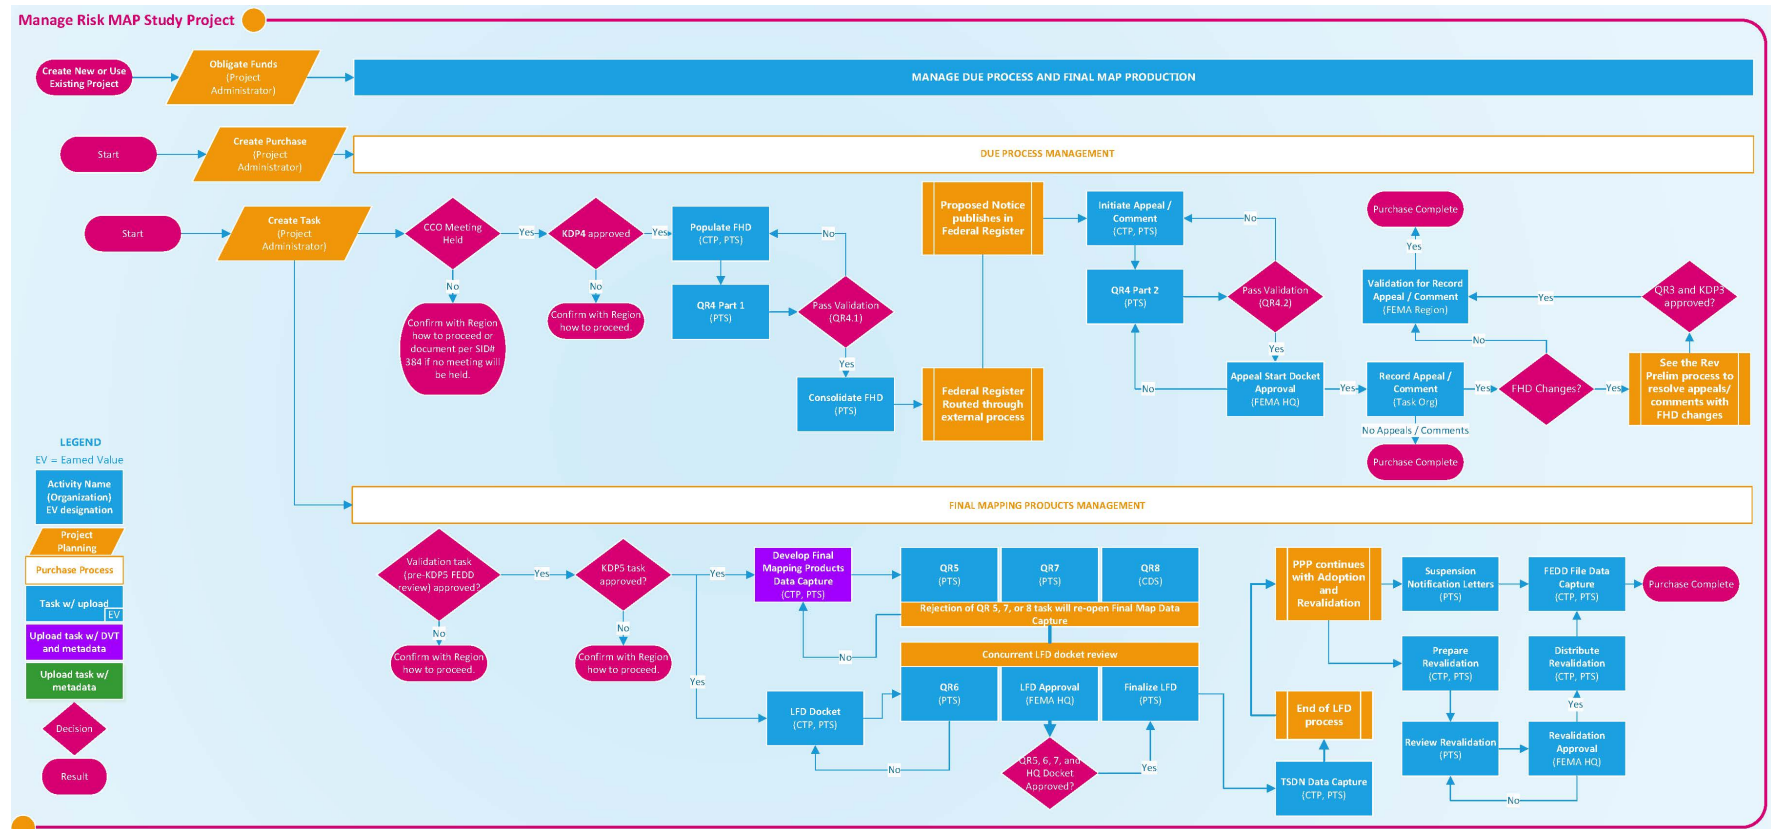 Manage Risk MAP Study Project
Create New or Use
Existing Project
Obligate Funds
(Project
Administrator)
MANAGE DUE PROCESS AND FINAL MAP PRODUCTION
Start
Create Purchase
(Project
Administrator)
DUE PROCESS MANAGEMENT
Start
Create Task
(Project
Administrator)
CCO Meeting
Held
Yes
No
Confirm with Region
how to proceed or
document per SID#
384 if no meeting will
be held.
KDP4 approved
Yes
No
Confirm with Region
how to proceed.
Populate FHD
(CTP, PTS)
QR4 Part 1
(PTS)
No
Pass Validation
(QR4.1)
Yes
Consolidate FHD
(PTS)
Proposed Notice
publishes in
Federal Register
Federal Register
Routed through
external process
Initiate Appeal /
Comment
(CTP, PTS)
No
QR4 Part 2
(PTS)
Pass Validation
(QR4.2)
Yes
No
Appeal Start Docket
Approval
(FEMA HQ)
Yes
Purchase Complete
Yes
Validation for Record
Appeal / Comment
(FEMA Region)
Yes
QR3 and KDP3
approved?
No
Record Appeal /
Comment
(Task Org)
Yes
FHD Changes?
Yes
See the Rev
Prelim process to
resolve appeals/
comments with
FHD changes
No Appeals / Comments
Purchase Complete
LEGEND
EV = Earned Value
Activity Name
(Organization)
EV designation
Project
Planning
Purchase Process
Task w/ upload
EV
Upload task w/ DVT
and metadata
Upload task w/
metadata
Decision
Result
FINAL MAPPING PRODUCTS MANAGEMENT
Validation task
(pre-KDP5 FEDD
review) approved?
Yes
No
Confirm with Region
how to proceed.
KDP5 task
approved?
Yes
No
Confirm with Region
how to proceed.
Yes
Develop Final
Mapping Products
Data Capture
(CTP, PTS)
QR5
(PTS)
QR7
(PTS)
QR8
(CDS)
Rejection of QR 5, 7, or 8 task will re-open Final Map Data
Capture
No
Concurrent LFD docket review
LFD Docket
(CTP, PTS)
QR6
(PTS)
LFD Approval
(FEMA HQ)
Finalize LFD
(PTS)
No
QR5, 6, 7, and
HQ Docket
Approved?
Yes
PPP continues
with Adoption
and
Revalidation
End of LFD
process
TSDN Data Capture
(CTP, PTS)
Suspension
Notification Letters
(PTS)
FEDD File Data
Capture
(CTP, PTS)
Purchase Complete
Prepare
Revalidation
(CTP, PTS)
Distribute
Revalidation
(CTP, PTS)
Yes
Review Revalidation
(PTS)
Revalidation
Approval
(FEMA HQ)
No